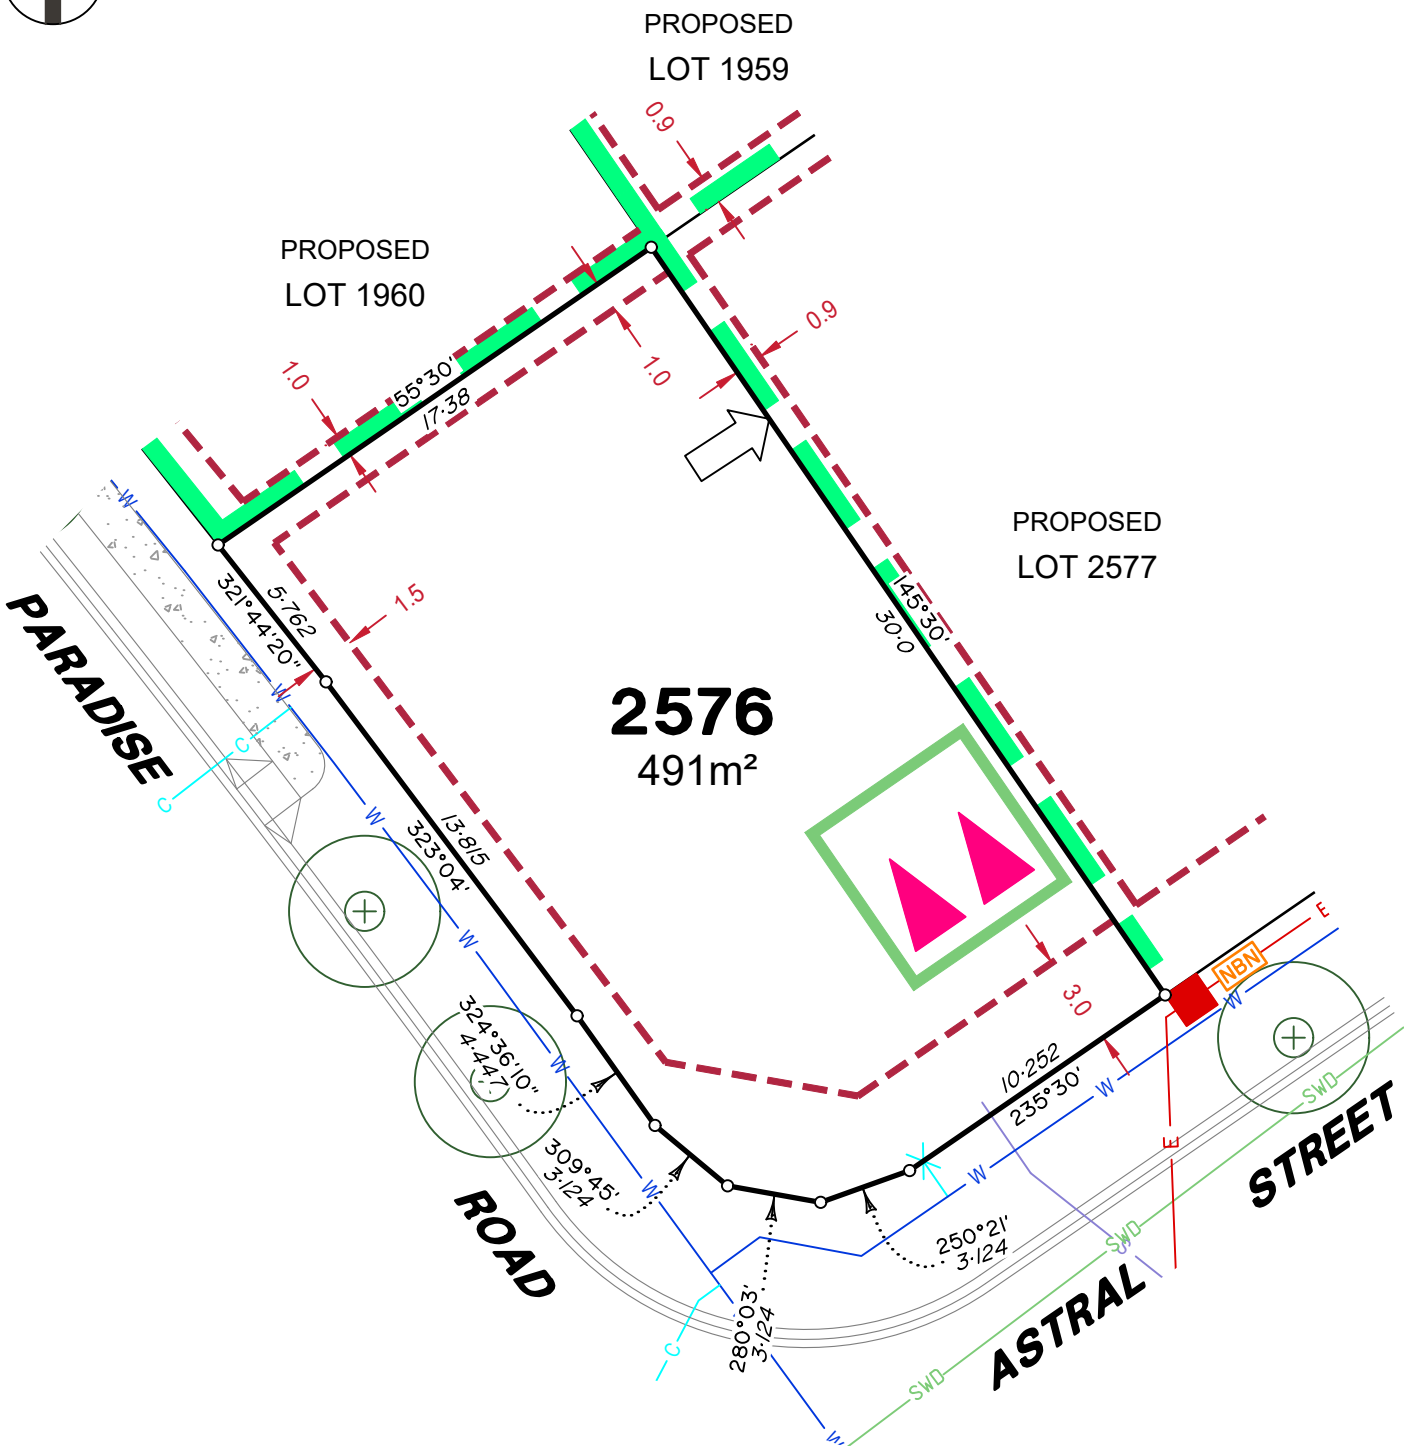 PROPOSED
LOT 1959
0.9
PROPOSED
LOT 1960
0.9
1.0
1.0
55°30'
17·38
W
PROPOSED
LOT 2577
1.5
5·762
321°44'20"
145°30'
30·0
PARADISE
W
C
C
2576
491m²
13·815
323°04'
W
W
3.0
E
NBN
W
324°36'10"
4·447
W
10·252
235°30'
W
SWD
E
STREET
309°45'
3·124
W
W
ROAD
250°21'
3·124
SWD
S
ASTRAL
280°03'
3·124
C
SWD
W